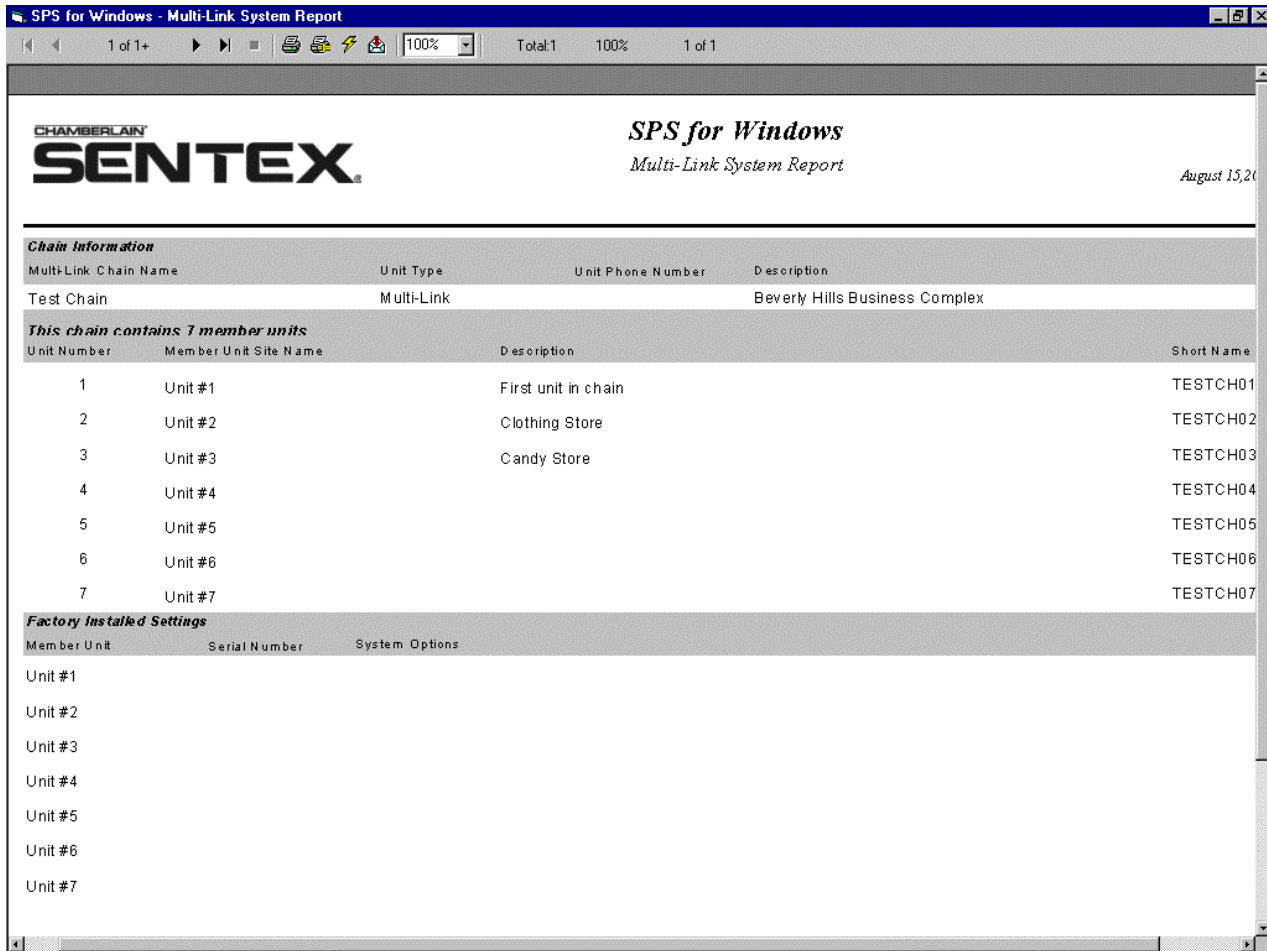 SPS for Windows - Multi-Link System Report
1 of 1+ 100% Total:1 100% 1 of 1
CHAMBERLAIN®
SENTEX®
SPS for Windows
Multi-Link System Report
August 15,20
Chain Information
Multi-Link Chain Name Unit Type Unit Phone Number Description
Test Chain Multi-Link Beverly Hills Business Complex
This chain contains 7 member units
Unit Number Member Unit Site Name Description Short Name
1 Unit #1 First unit in chain TESTCH01
2 Unit #2 Clothing Store TESTCH02
3 Unit #3 Candy Store TESTCH03
4 Unit #4 TESTCH04
5 Unit #5 TESTCH05
6 Unit #6 TESTCH06
7 Unit #7 TESTCH07
Factory Installed Settings
Member Unit Serial Number System Options
Unit #1
Unit #2
Unit #3
Unit #4
Unit #5
Unit #6
Unit #7